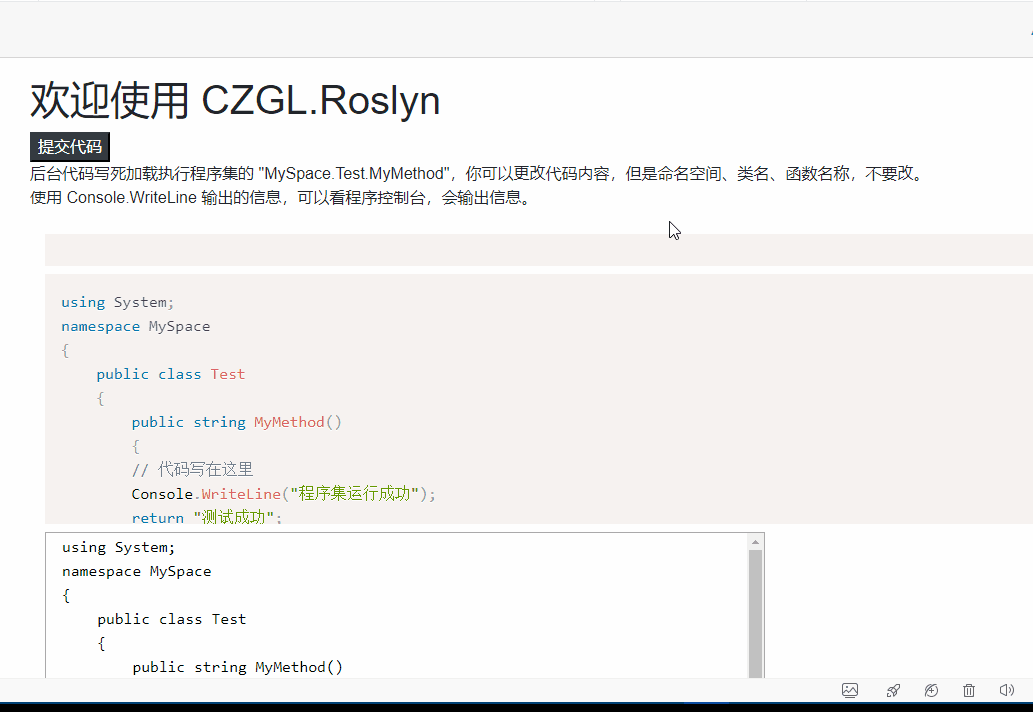 欢迎使用 CZGL.Roslyn
提交代码
后台代码写死加载执行程序集的 "MySpace.Test.MyMethod"，你可以更改代码内容，但是命名空间、类名、函数名称，不要改。
使用 Console.WriteLine 输出的信息，可以看程序控制台，会输出信息。
using System;
namespace MySpace
{
    public class Test
    {
        public string MyMethod()
        {
        // 代码写在这里
        Console.WriteLine("程序集运行成功");
        return "测试成功";
using System;
namespace MySpace
{
    public class Test
    {
        public string MyMethod()